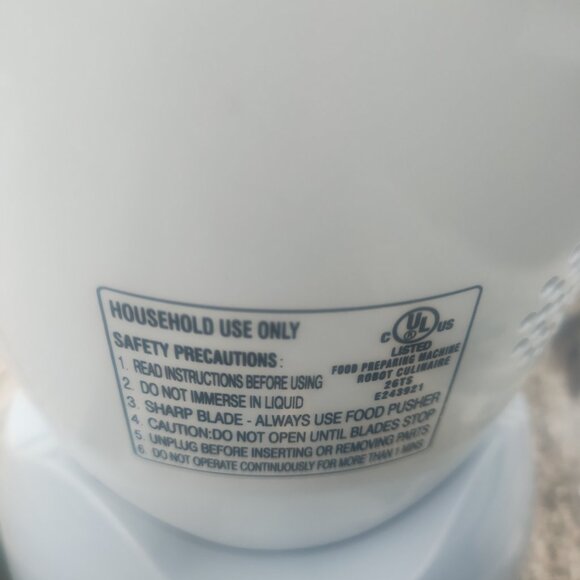 HOUSEHOLD USE ONLY
SAFETY PRECAUTIONS:
1. READ INSTRUCTIONS BEFORE USING
2. DO NOT IMMERSE IN LIQUID
3. SHARP BLADE - ALWAYS USE FOOD PUSHER
4. CAUTION:DO NOT OPEN UNTIL BLADES STOP
5. UNPLUG BEFORE INSERTING OR REMOVING PARTS
6. DO NOT OPERATE CONTINUOUSLY FOR MORE THAN 1 MINS
C UL ® US
LISTED
FOOD PREPARING MACHINE
ROBOT CULINAIRE
26TS
E243921